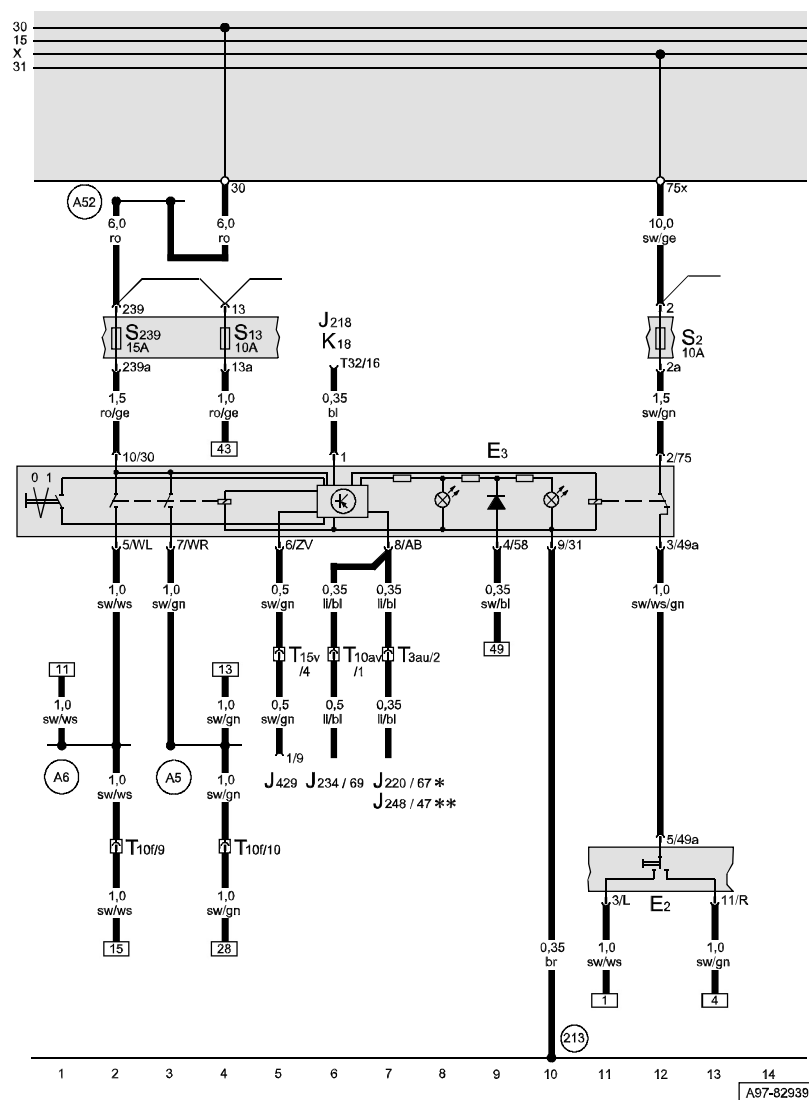 30
15
X
31
30
75x
A52
6,0
ro
6,0
ro
10,0
sw/ge
239
13
2
S239
15A
S13
10A
J218
K18
S2
10A
239a
13a
T32/16
2a
1,5
ro/ge
1,0
ro/ge
0,35
bl
1,5
sw/gn
43
10/30
1
E3
2/75
0 1
5/WL
7/WR
6/ZV
8/AB
4/58
9/31
3/49a
1,0
sw/ws
1,0
sw/gn
0,5
sw/gn
0,35
li/bl
0,35
li/bl
0,35
sw/bl
1,0
sw/ws/gn
T15v
/4
T10av
/1
T3au/2
49
11
13
1,0
sw/ws
1,0
sw/gn
0,5
sw/gn
0,5
li/bl
0,35
li/bl
1/9
A6
A5
J429
J234 / 69
J220 / 67 *
J248 / 47 **
1,0
sw/ws
1,0
sw/gn
T10f/9
T10f/10
5/49a
1,0
sw/ws
1,0
sw/gn
3/L
E2
11/R
15
28
0,35
br
1,0
sw/ws
1,0
sw/gn
1
4
213
1 2 3 4 5 6 7 8 9 10 11 12 13 14
A97-82939